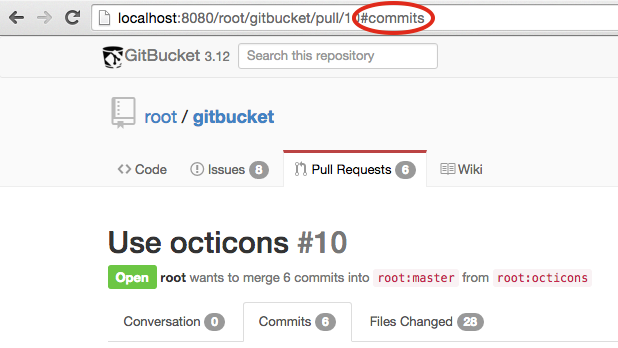 localhost:8080/root/gitbucket/pull/10#commits
GitBucket 3.12 Search this repository
root / gitbucket
Code Issues 8 Pull Requests 6 Wiki
Use octicons #10
Open root wants to merge 6 commits into root:master from root:octicons
Conversation 0 Commits 6 Files Changed 28